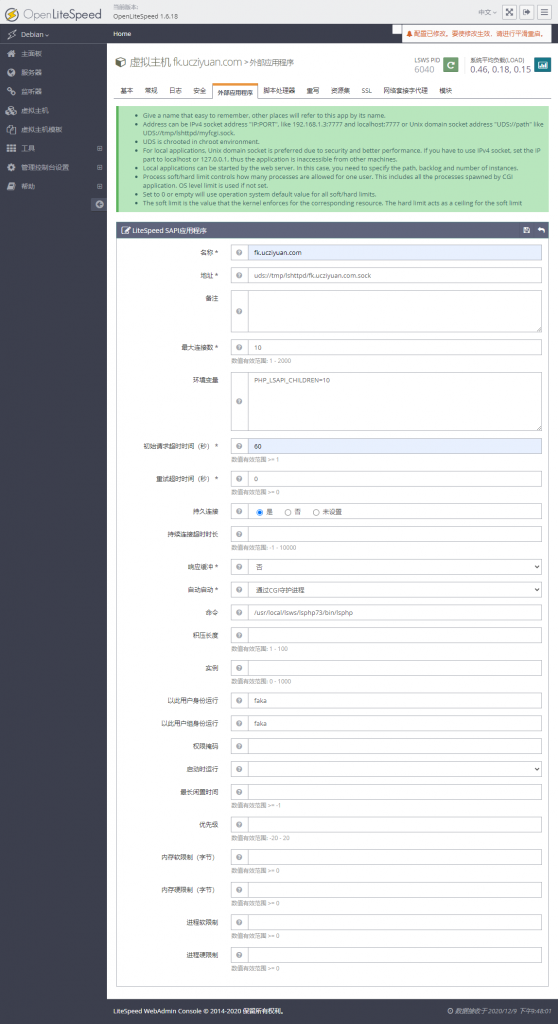 OpenLiteSpeed
当前版本:
OpenLiteSpeed 1.6.18
中文
Debian
主面板
服务器
监听器
虚拟主机
虚拟主机模板
工具
管理控制台设置
帮助
Home
配置已修改。要使修改生效，请进行平滑重启。
虚拟主机 fk.ucziyuan.com > 外部应用程序
LSWS PID
6040
系统平均负载(LOAD)
0.46, 0.18, 0.15
基本 常规 日志 安全 外部应用程序 脚本处理器 重写 资源集 SSL 网络套接字代理 模块
Give a name that easy to remember, other places will refer to this app by its name.
Address can be IPv4 socket address "IP:PORT", like 192.168.1.3:7777 and localhost:7777 or Unix domain socket address "UDS://path" like
UDS://tmp/lshttpd/myfcgi.sock.
UDS is chrooted in chroot environment.
For local applications, Unix domain socket is preferred due to security and better performance. If you have to use IPv4 socket, set the IP
part to localhost or 127.0.0.1, thus the application is inaccessible from other machines.
Local applications can be started by the web server. In this case, you need to specify the path, backlog and number of instances.
Process soft/hard limit controls how many processes are allowed for one user. This includes all the processes spawned by CGI
application. OS level limit is used if not set.
Set to 0 or empty will use operation system default value for all soft/hard limits.
The soft limit is the value that the kernel enforces for the corresponding resource. The hard limit acts as a ceiling for the soft limit
LiteSpeed SAPI应用程序
名称 *
fk.ucziyuan.com
地址 *
uds://tmp/lshttpd/fk.ucziyuan.com.sock
备注
最大连接数 *
10
数值有效范围: 1 - 2000
环境变量
PHP_LSAPI_CHILDREN=10
初始请求超时时间（秒） *
60
数值有效范围 >= 1
重试超时时间（秒） *
0
数值有效范围 >= 0
持久连接
是 否 未设置
持续连接超时时长
数值有效范围: -1 - 10000
响应缓冲 *
否
自动启动 *
通过CGI守护进程
命令
/usr/local/lsws/lsphp73/bin/lsphp
积压长度
数值有效范围: 1 - 100
实例
数值有效范围: 0 - 1000
以此用户身份运行
faka
以此用户组身份运行
faka
权限掩码
启动时运行
最长闲置时间
数值有效范围 >= -1
优先级
数值有效范围: -20 - 20
内存软限制（字节）
数值有效范围 >= 0
内存硬限制（字节）
数值有效范围 >= 0
进程软限制
数值有效范围 >= 0
进程硬限制
数值有效范围 >= 0
LiteSpeed WebAdmin Console © 2014-2020 保留所有权利。
数据接收于 2020/12/9 下午9:48:01